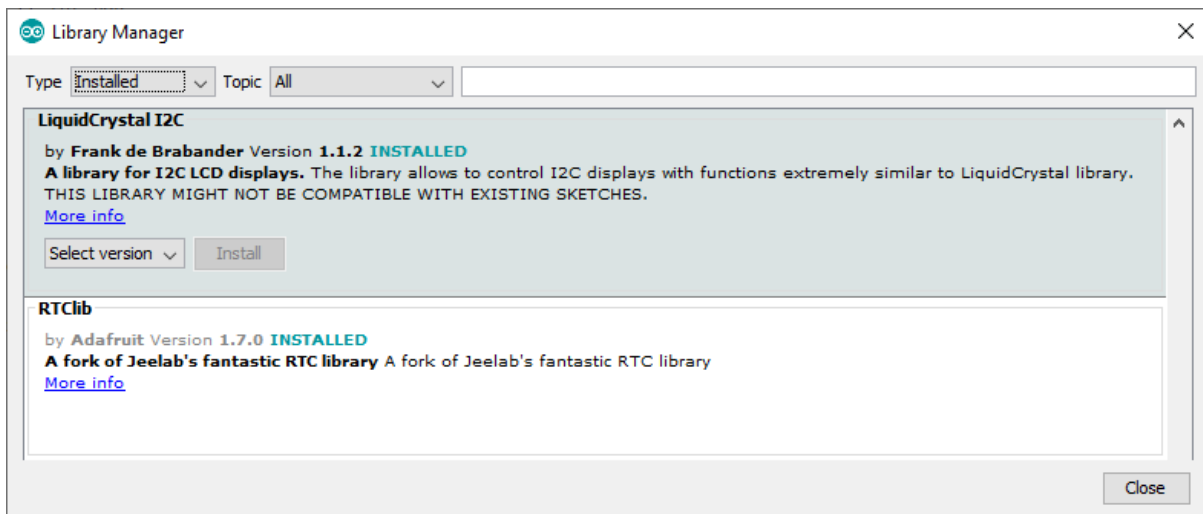 Library Manager
Type Installed Topic All
LiquidCrystal I2C
by Frank de Brabander Version 1.1.2 INSTALLED
A library for I2C LCD displays. The library allows to control I2C displays with functions extremely similar to LiquidCrystal library.
THIS LIBRARY MIGHT NOT BE COMPATIBLE WITH EXISTING SKETCHES.
More info
Select version Install
RTClib
by Adafruit Version 1.7.0 INSTALLED
A fork of Jeelab's fantastic RTC library A fork of Jeelab's fantastic RTC library
More info
Close